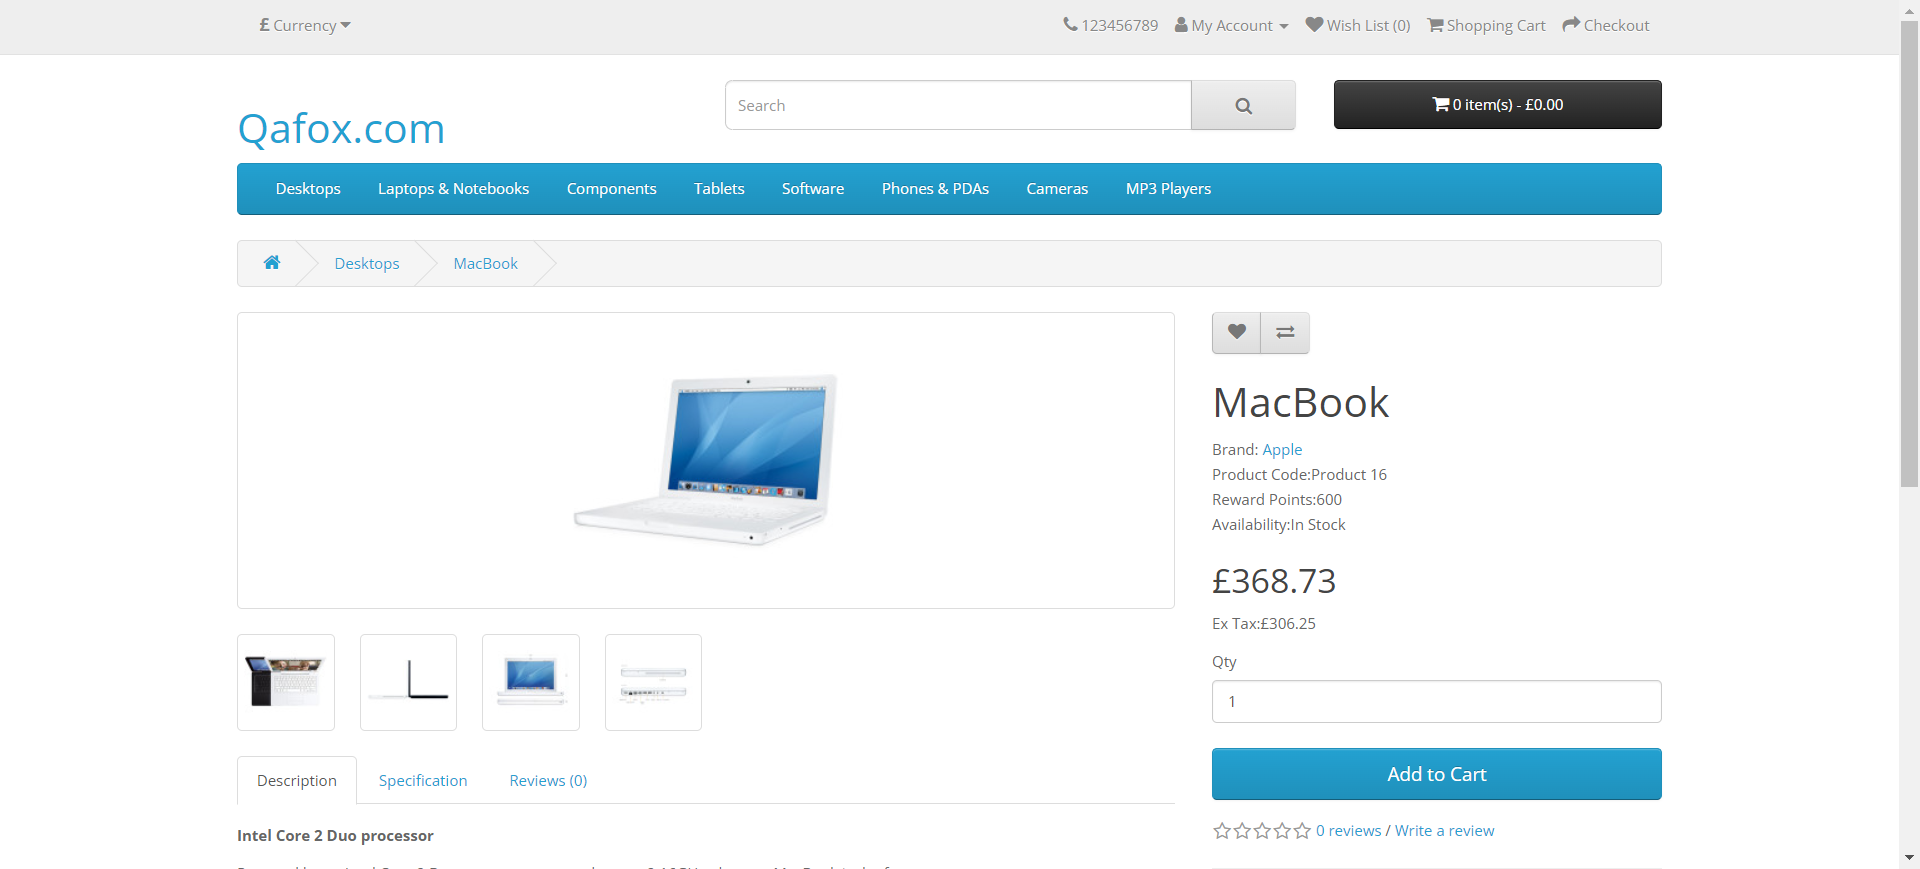 £ Currency
123456789 My Account Wish List (0) Shopping Cart Checkout
Qafox.com
Search
0 item(s) - £0.00
Desktops Laptops & Notebooks Components Tablets Software Phones & PDAs Cameras MP3 Players
Desktops MacBook
MacBook
Brand: Apple
Product Code:Product 16
Reward Points:600
Availability:In Stock
£368.73
Ex Tax:£306.25
Qty
1
Add to Cart
0 reviews / Write a review
Description Specification Reviews (0)
Intel Core 2 Duo processor